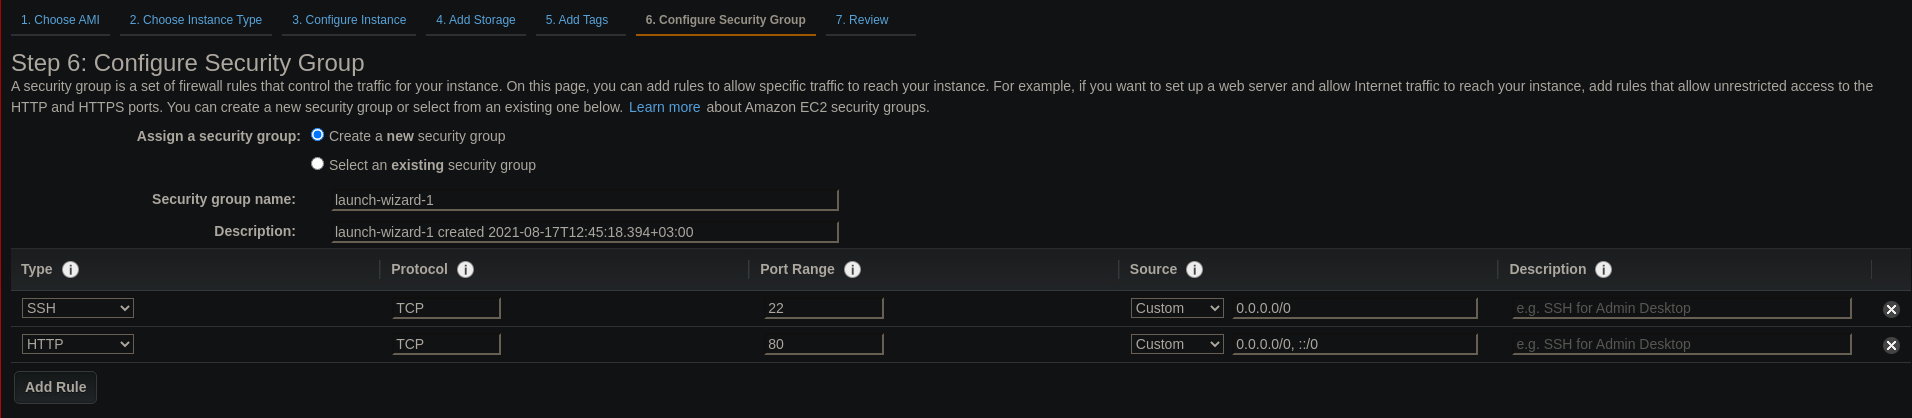 1. Choose AMI 2. Choose Instance Type 3. Configure Instance 4. Add Storage 5. Add Tags 6. Configure Security Group 7. Review
Step 6: Configure Security Group
A security group is a set of firewall rules that control the traffic for your instance. On this page, you can add rules to allow specific traffic to reach your instance. For example, if you want to set up a web server and allow Internet traffic to reach your instance, add rules that allow unrestricted access to the
HTTP and HTTPS ports. You can create a new security group or select from an existing one below. Learn more about Amazon EC2 security groups.
Assign a security group: Create a new security group
Select an existing security group
Security group name: launch-wizard-1
Description: launch-wizard-1 created 2021-08-17T12:45:18.394+03:00
Type i Protocol i Port Range i Source i Description i
SSH TCP 22 Custom 0.0.0.0/0 e.g. SSH for Admin Desktop
HTTP TCP 80 Custom 0.0.0.0/0, ::/0 e.g. SSH for Admin Desktop
Add Rule